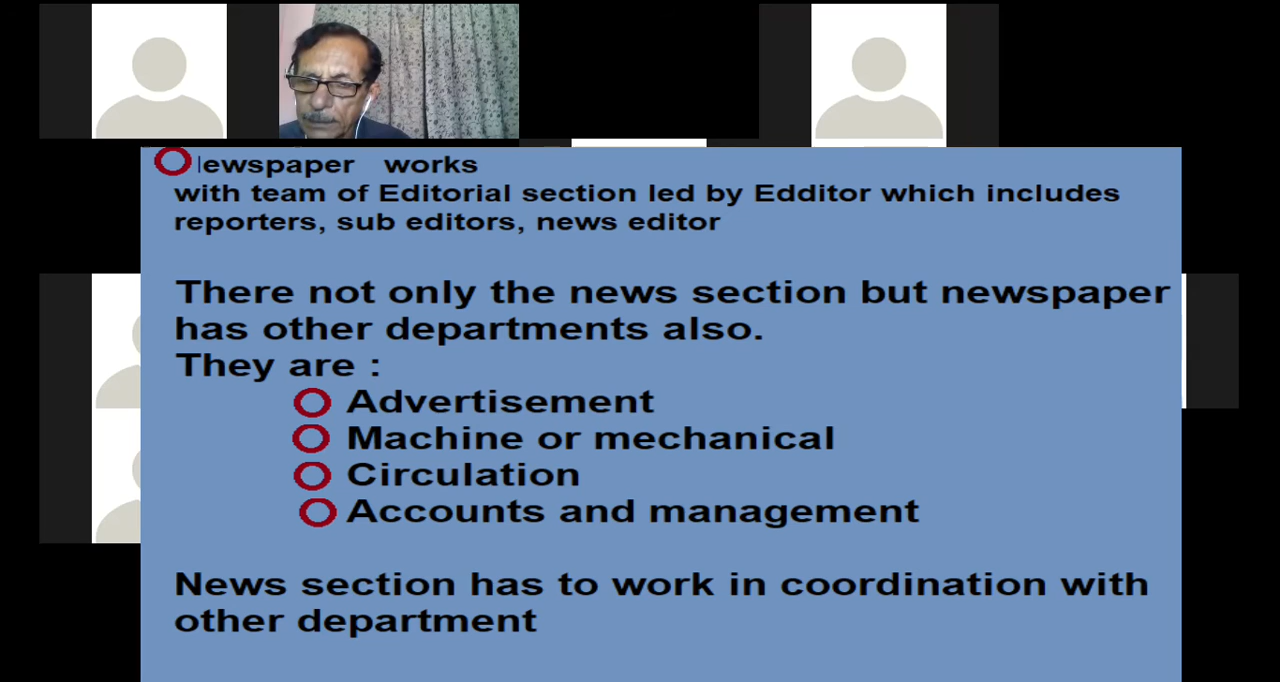 ewspaper works
with team of Editorial section led by Edditor which includes
reporters, sub editors, news editor
There not only the news section but newspaper
has other departments also.
They are :
Advertisement
Machine or mechanical
Circulation
Accounts and management
News section has to work in coordination with
other department